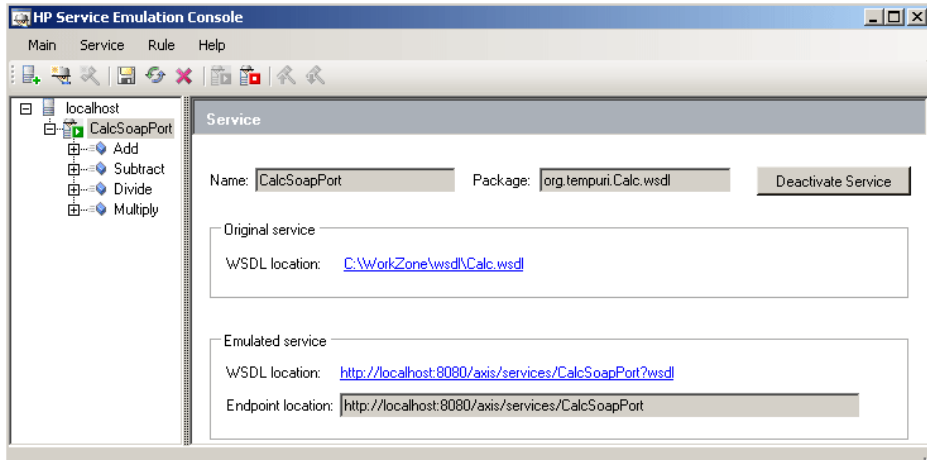 HP Service Emulation Console
Main Service Rule Help
localhost
CalcSoapPort
Add
Subtract
Divide
Multiply
Service
Name: CalcSoapPort Package: org.tempuri.Calc.wsdl Deactivate Service
Original service
WSDL location: C:\WorkZone\wsdl\Calc.wsdl
Emulated service
WSDL location: http://localhost:8080/axis/services/CalcSoapPort?wsdl
Endpoint location: http://localhost:8080/axis/services/CalcSoapPort